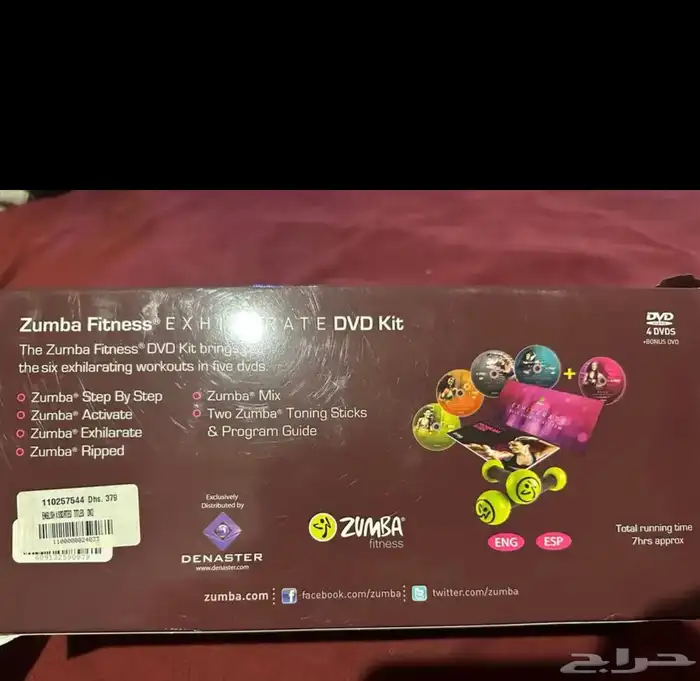 Zumba Fitness® EXHILARATE DVD Kit
The Zumba Fitness® DVD Kit brings
the six exhilarating workouts in five dvds.
Zumba® Step By Step
Zumba® Activate
Zumba® Exhilarate
Zumba® Ripped
Zumba® Mix
Two Zumba® Toning Sticks
& Program Guide
DVD
4 DVDS
+BONUS DVD
+
110257544 Dhs. 379
ENGLISH ASSORTED TITLES
Exclusively
Distributed by
DENASTER
www.denaster.com
ZUMBA®
fitness
ENG
ESP
Total running time
7hrs approx
zumba.com
facebook.com/zumba
twitter.com/zumba
حراج